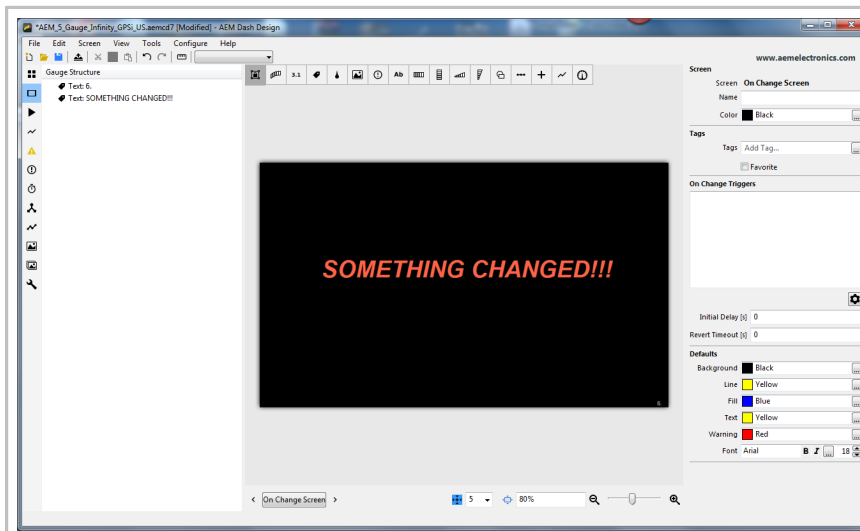 *AEM_5_Gauge_Infinity_GPSi_US.aemcd7 [Modified] - AEM Dash Design
File Edit Screen View Tools Configure Help
www.aemelectronics.com
Gauge Structure
Text: 6.
Text: SOMETHING CHANGED!!!
3.1
Ab
SOMETHING CHANGED!!!
6.
< On Change Screen >
5
80%
Screen
Screen On Change Screen
Name
Color Black ...
Tags
Tags Add Tag... ...
Favorite
On Change Triggers
Initial Delay [s] 0
Revert Timeout [s] 0
Defaults
Background Black ...
Line Yellow ...
Fill Blue ...
Text Yellow ...
Warning Red ...
Font Arial B I ... 18